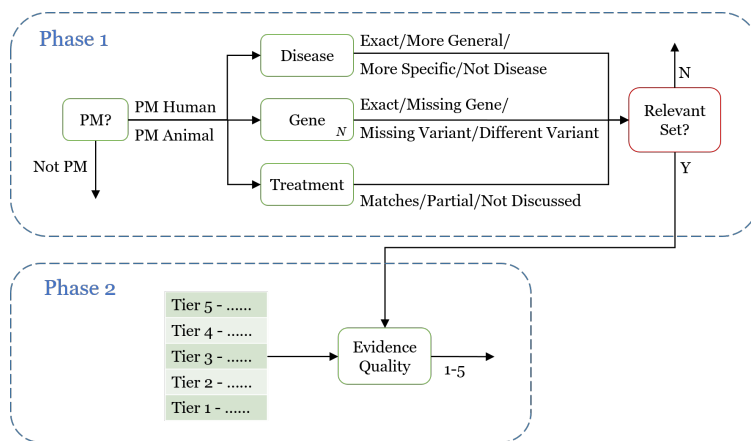 Phase 1
Disease
Exact/More General/
More Specific/Not Disease
PM?
PM Human
PM Animal
Not PM
Gene
N
Exact/Missing Gene/
Missing Variant/Different Variant
Treatment
Matches/Partial/Not Discussed
Relevant
Set?
N
Y
Phase 2
Tier 5 - ......
Tier 4 - ......
Tier 3 - ......
Tier 2 - ......
Tier 1 - ......
Evidence
Quality
1-5